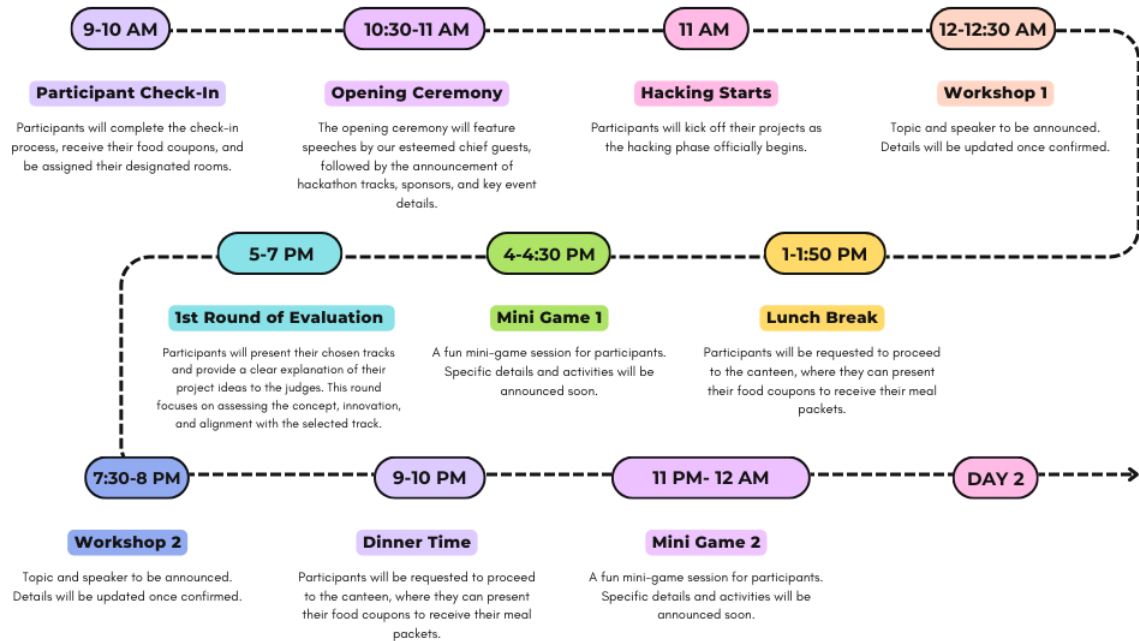 9-10 AM
10:30-11 AM
11 AM
12-12:30 AM
Participant Check-In
Participants will complete the check-in
process, receive their food coupons, and
be assigned their designated rooms.
Opening Ceremony
The opening ceremony will feature
speeches by our esteemed chief guests,
followed by the announcement of
hackathon tracks, sponsors, and key event
details.
Hacking Starts
Participants will kick off their projects as
the hacking phase officially begins.
Workshop 1
Topic and speaker to be announced.
Details will be updated once confirmed.
1-1:50 PM
Lunch Break
Participants will be requested to proceed
to the canteen, where they can present
their food coupons to receive their meal
packets.
4-4:30 PM
Mini Game 1
A fun mini-game session for participants.
Specific details and activities will be
announced soon.
5-7 PM
1st Round of Evaluation
Participants will present their chosen tracks
and provide a clear explanation of their
project ideas to the judges. This round
focuses on assessing the concept, innovation,
and alignment with the selected track.
7:30-8 PM
Workshop 2
Topic and speaker to be announced.
Details will be updated once confirmed.
9-10 PM
Dinner Time
Participants will be requested to proceed
to the canteen, where they can present
their food coupons to receive their meal
packets.
11 PM- 12 AM
Mini Game 2
A fun mini-game session for participants.
Specific details and activities will be
announced soon.
DAY 2